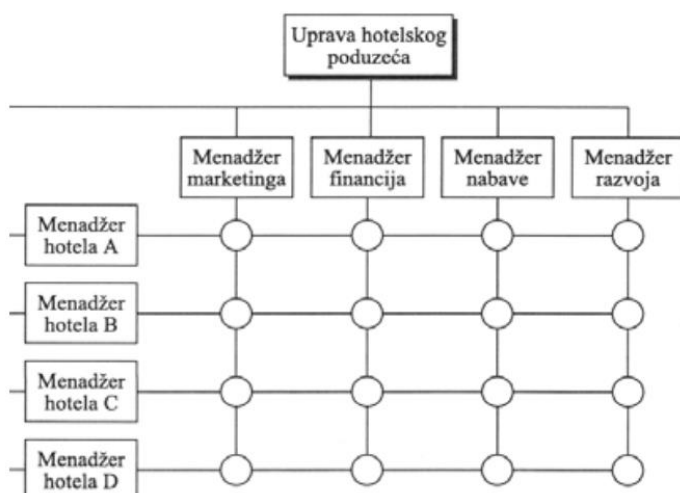 Uprava hotelskog
poduzeća
Menadžer
marketinga
Menadžer
financija
Menadžer
nabave
Menadžer
razvoja
Menadžer
hotela A
Menadžer
hotela B
Menadžer
hotela C
Menadžer
hotela D